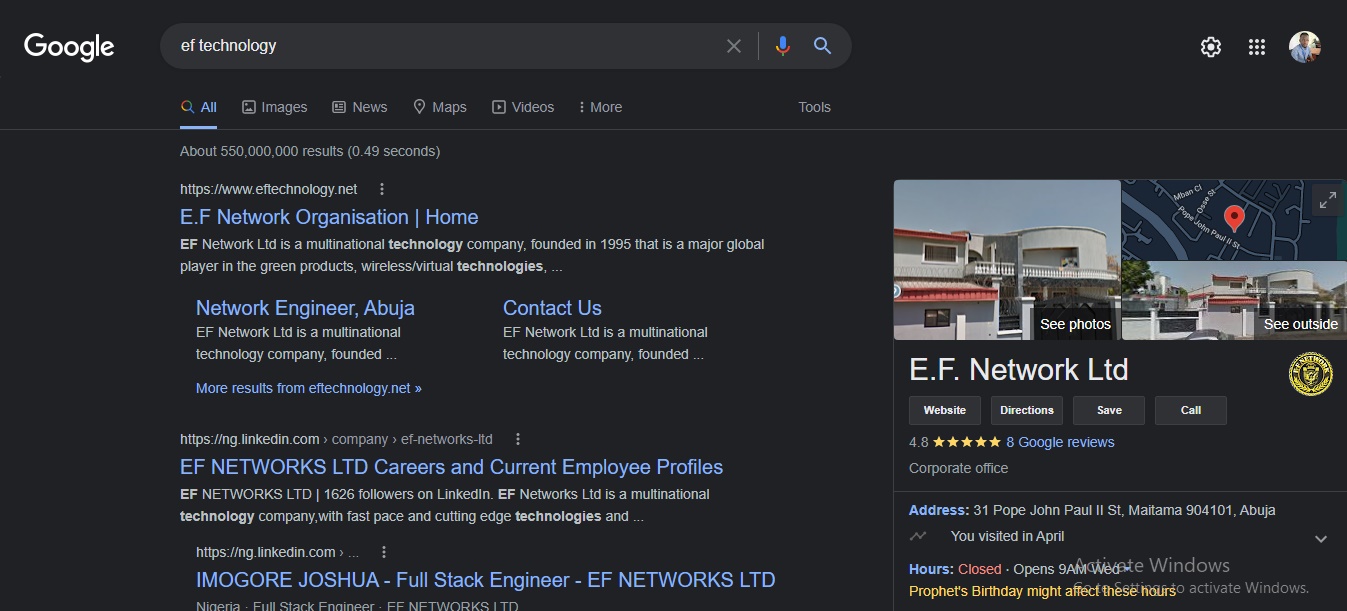 Google
ef technology
All Images News Maps Videos More Tools
About 550,000,000 results (0.49 seconds)
https://www.eftechnology.net
E.F Network Organisation | Home
EF Network Ltd is a multinational technology company, founded in 1995 that is a major global
player in the green products, wireless/virtual technologies, ...
Network Engineer, Abuja
EF Network Ltd is a multinational
technology company, founded ...
Contact Us
EF Network Ltd is a multinational
technology company, founded ...
More results from eftechnology.net »
https://ng.linkedin.com › company › ef-networks-ltd
EF NETWORKS LTD Careers and Current Employee Profiles
EF NETWORKS LTD | 1626 followers on LinkedIn. EF Networks Ltd is a multinational
technology company,with fast pace and cutting edge technologies and ...
https://ng.linkedin.com › ...
IMOGORE JOSHUA - Full Stack Engineer - EF NETWORKS LTD
Nigeria · Full Stack Engineer · EF NETWORKS LTD
Mban Cl
Osse St
Pope John Paul II St
See photos
See outside
E.F. Network Ltd
EF NETWORK
Website Directions Save Call
4.8 8 Google reviews
Corporate office
Address: 31 Pope John Paul II St, Maitama 904101, Abuja
You visited in April
Hours: Closed · Opens 9AM Wed
Prophet's Birthday might affect these hours
Activate Windows
Go to Settings to activate Windows.